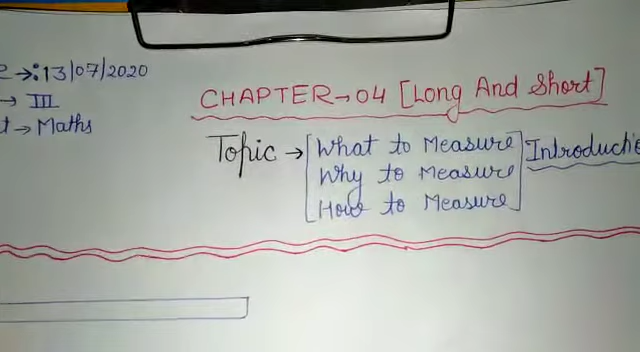 →: 13/07/2020
→ III
→ Maths
CHAPTER→04 [Long And Short]
Topic → [What to Measure] Introduction
Why to Measure
How to Measure